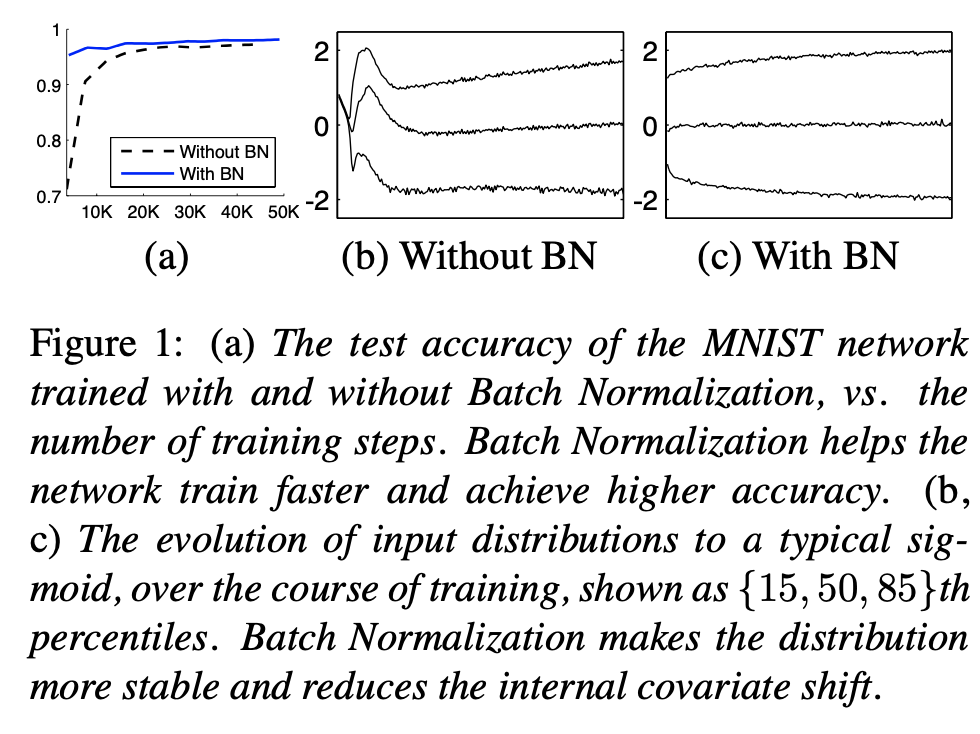 1
0.9
0.8
0.7
10K 20K 30K 40K 50K
Without BN
With BN
2
0
-2
2
0
-2
(a)
(b) Without BN
(c) With BN
Figure 1: (a) The test accuracy of the MNIST network
trained with and without Batch Normalization, vs. the
number of training steps. Batch Normalization helps the
network train faster and achieve higher accuracy. (b,
c) The evolution of input distributions to a typical sig-
moid, over the course of training, shown as {15, 50, 85}th
percentiles. Batch Normalization makes the distribution
more stable and reduces the internal covariate shift.